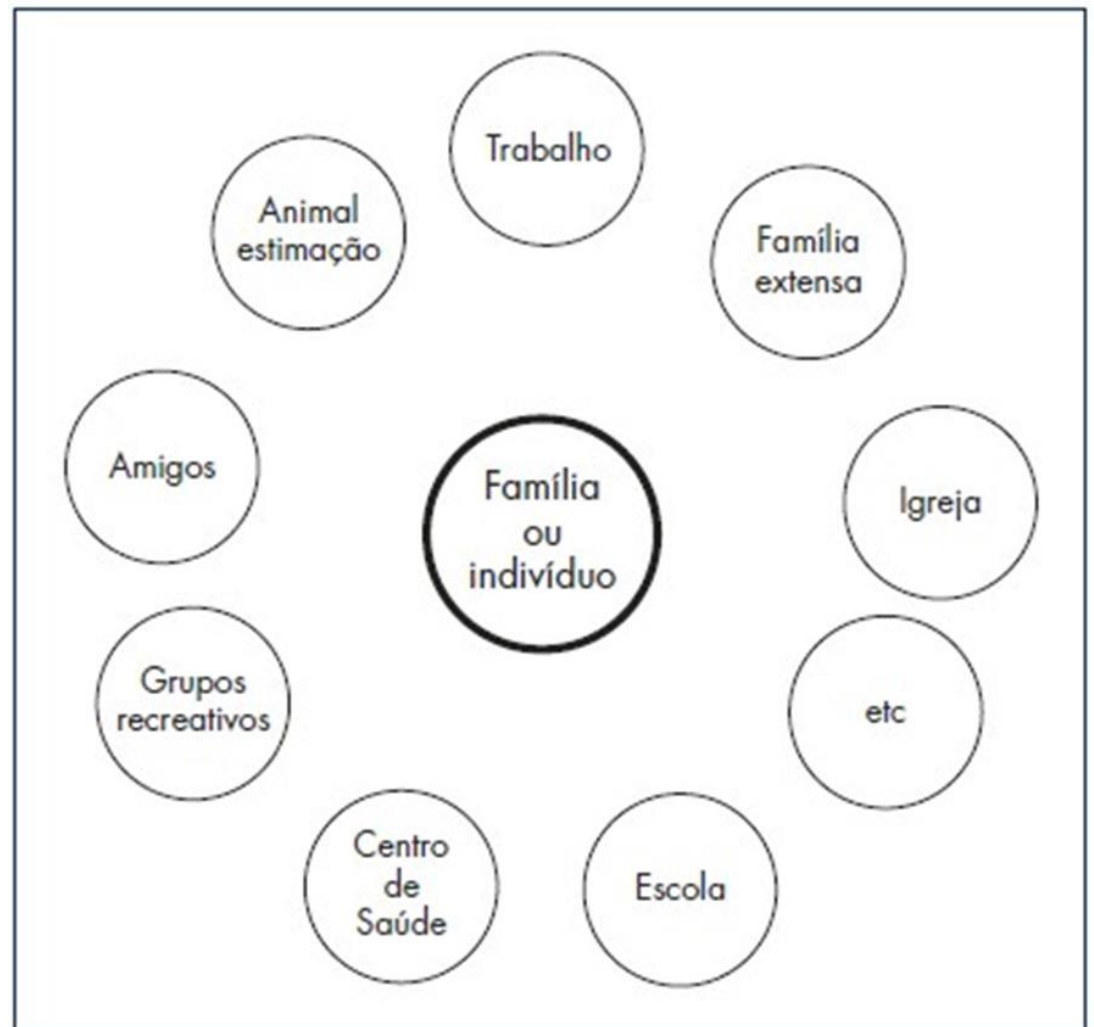 Trabalho
Animal
estimação
Família
extensa
Amigos
Família
ou
indivíduo
Igreja
Grupos
recreativos
etc
Centro
de
Saúde
Escola